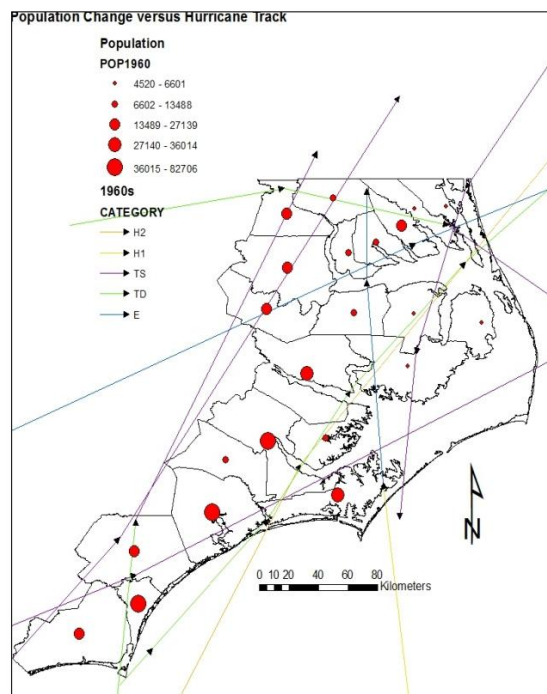 Population Change versus Hurricane Track
Population
POP1960
4520 - 6601
6602 - 13488
13489 - 27139
27140 - 36014
36015 - 82706
1960s
CATEGORY
H2
H1
TS
TD
E
N
0 10 20 40 60 80
Kilometers